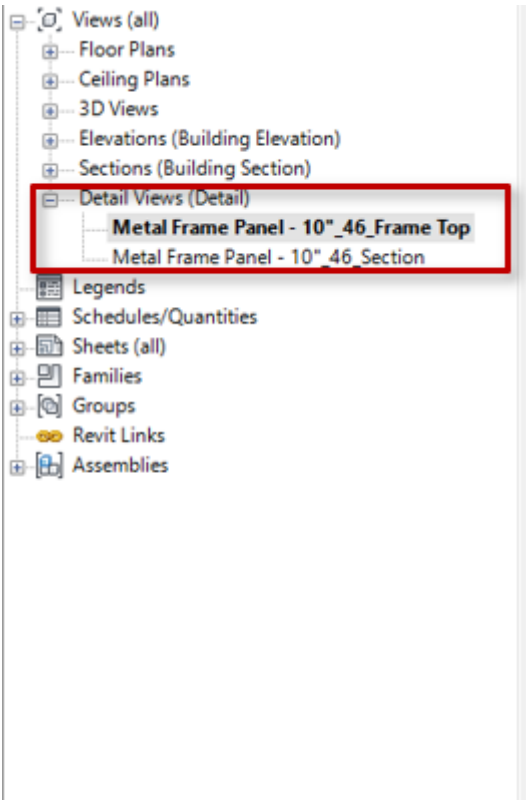 Views (all)
Floor Plans
Ceiling Plans
3D Views
Elevations (Building Elevation)
Sections (Building Section)
Detail Views (Detail)
Metal Frame Panel - 10"_46_Frame Top
Metal Frame Panel - 10"_46_Section
Legends
Schedules/Quantities
Sheets (all)
Families
Groups
Revit Links
Assemblies